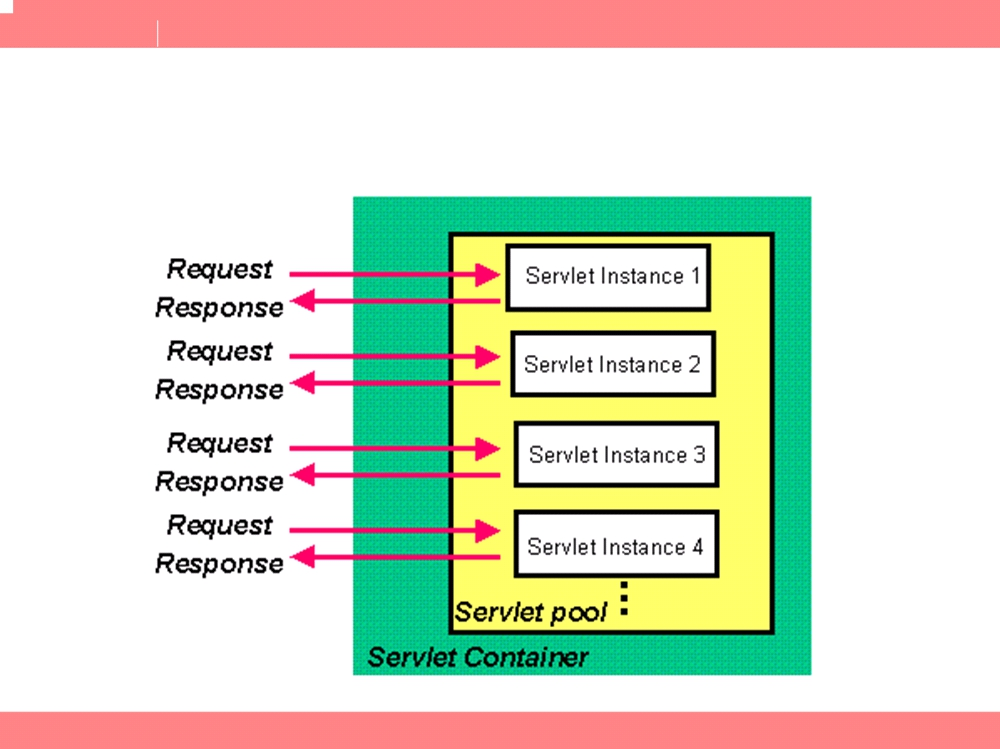 Request
Response
Servlet Instance 1
Request
Response
Servlet Instance 2
Request
Response
Servlet Instance 3
Request
Response
Servlet Instance 4
Servlet pool
Servlet Container